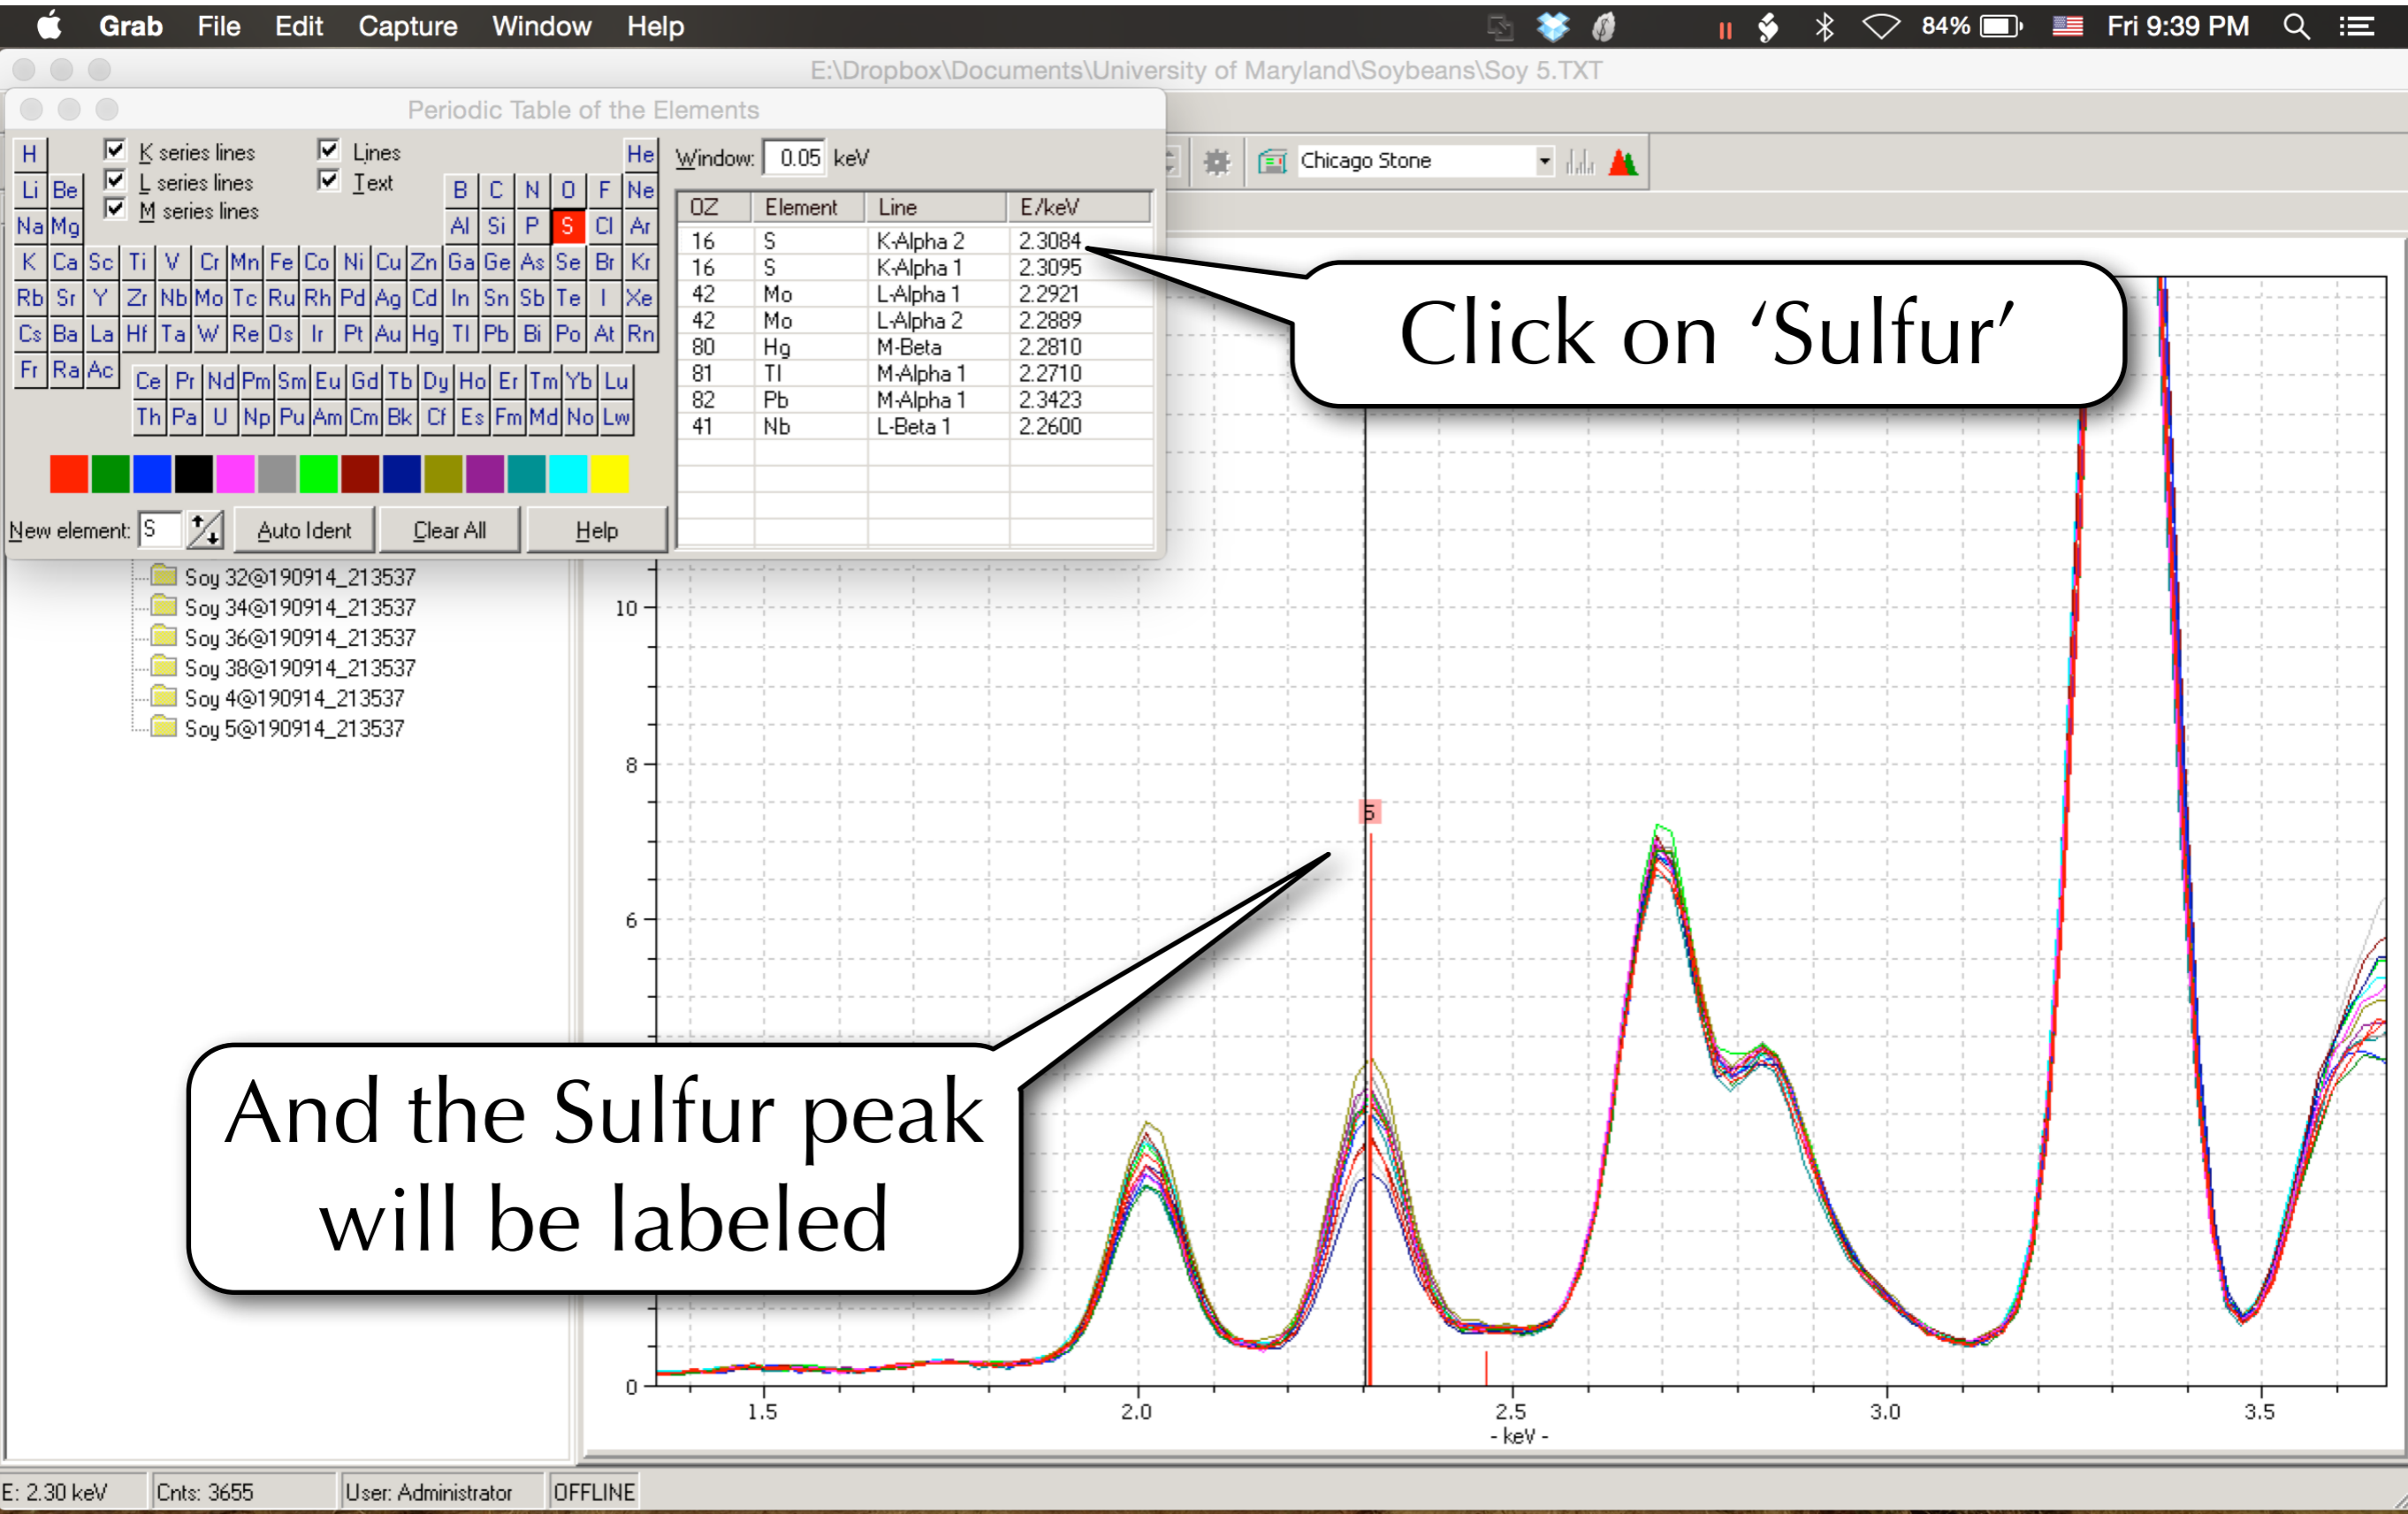 Grab File Edit Capture Window Help 84% Fri 9:39 PM
E:\Dropbox\Documents\University of Maryland\Soybeans\Soy 5.TXT
Periodic Table of the Elements
K series lines Lines
L series lines Text
M series lines
H He
Li Be B C N O F Ne
Na Mg Al Si P S Cl Ar
K Ca Sc Ti V Cr Mn Fe Co Ni Cu Zn Ga Ge As Se Br Kr
Rb Sr Y Zr Nb Mo Tc Ru Rh Pd Ag Cd In Sn Sb Te I Xe
Cs Ba La Hf Ta W Re Os Ir Pt Au Hg Tl Pb Bi Po At Rn
Fr Ra Ac
Ce Pr Nd Pm Sm Eu Gd Tb Dy Ho Er Tm Yb Lu
Th Pa U Np Pu Am Cm Bk Cf Es Fm Md No Lw
New element: S Auto Ident Clear All Help
Window: 0.05 keV
OZ Element Line E/keV
16 S K-Alpha 2 2.3084
16 S K-Alpha 1 2.3095
42 Mo L-Alpha 1 2.2921
42 Mo L-Alpha 2 2.2889
80 Hg M-Beta 2.2810
81 Tl M-Alpha 1 2.2710
82 Pb M-Alpha 1 2.3423
41 Nb L-Beta 1 2.2600
Chicago Stone
Click on ‘Sulfur’
Soy 32@190914_213537
Soy 34@190914_213537
Soy 36@190914_213537
Soy 38@190914_213537
Soy 4@190914_213537
Soy 5@190914_213537
10
8
6
0
S
And the Sulfur peak
will be labeled
1.5 2.0 2.5 3.0 3.5
- keV -
E: 2.30 keV Cnts: 3655 User: Administrator OFFLINE